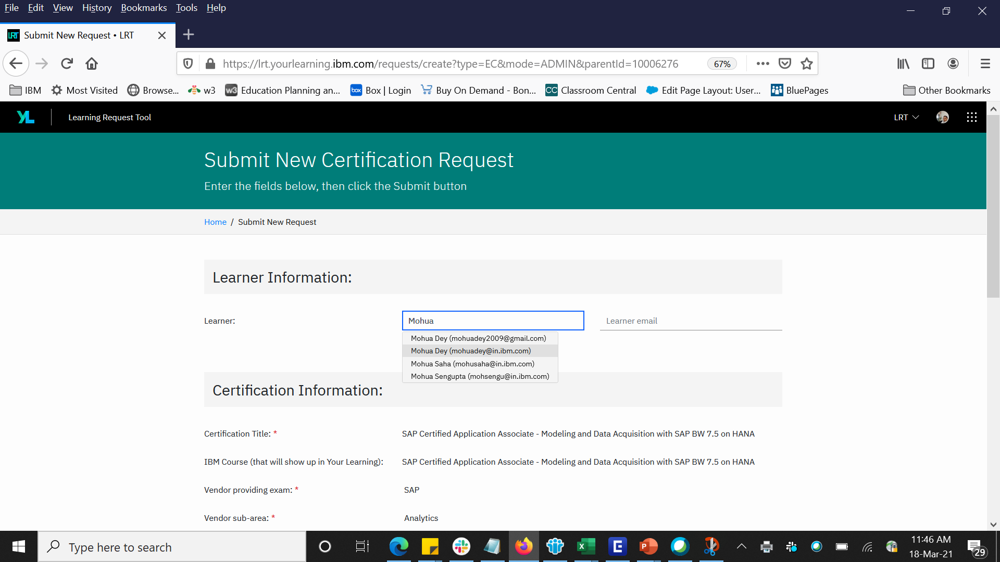 File Edit View History Bookmarks Tools Help
LRT Submit New Request • LRT
https://lrt.yourlearning.ibm.com/requests/create?type=EC&mode=ADMIN&parentId=10006276 67%
IBM Most Visited Browse... w3 w3 Education Planning an... box Box | Login Buy On Demand - Bon... CC Classroom Central Edit Page Layout: User... BluePages Other Bookmarks
YL Learning Request Tool LRT
Submit New Certification Request
Enter the fields below, then click the Submit button
Home / Submit New Request
Learner Information:
Learner: Mohua Learner email
Mohua Dey (mohuadey2009@gmail.com)
Mohua Dey (mohuadey@in.ibm.com)
Mohua Saha (mohusaha@in.ibm.com)
Mohua Sengupta (mohsengu@in.ibm.com)
Certification Information:
Certification Title: * SAP Certified Application Associate - Modeling and Data Acquisition with SAP BW 7.5 on HANA
IBM Course (that will show up in Your Learning): SAP Certified Application Associate - Modeling and Data Acquisition with SAP BW 7.5 on HANA
Vendor providing exam: * SAP
Vendor sub-area: * Analytics
Type here to search
11:46 AM
18-Mar-21
29